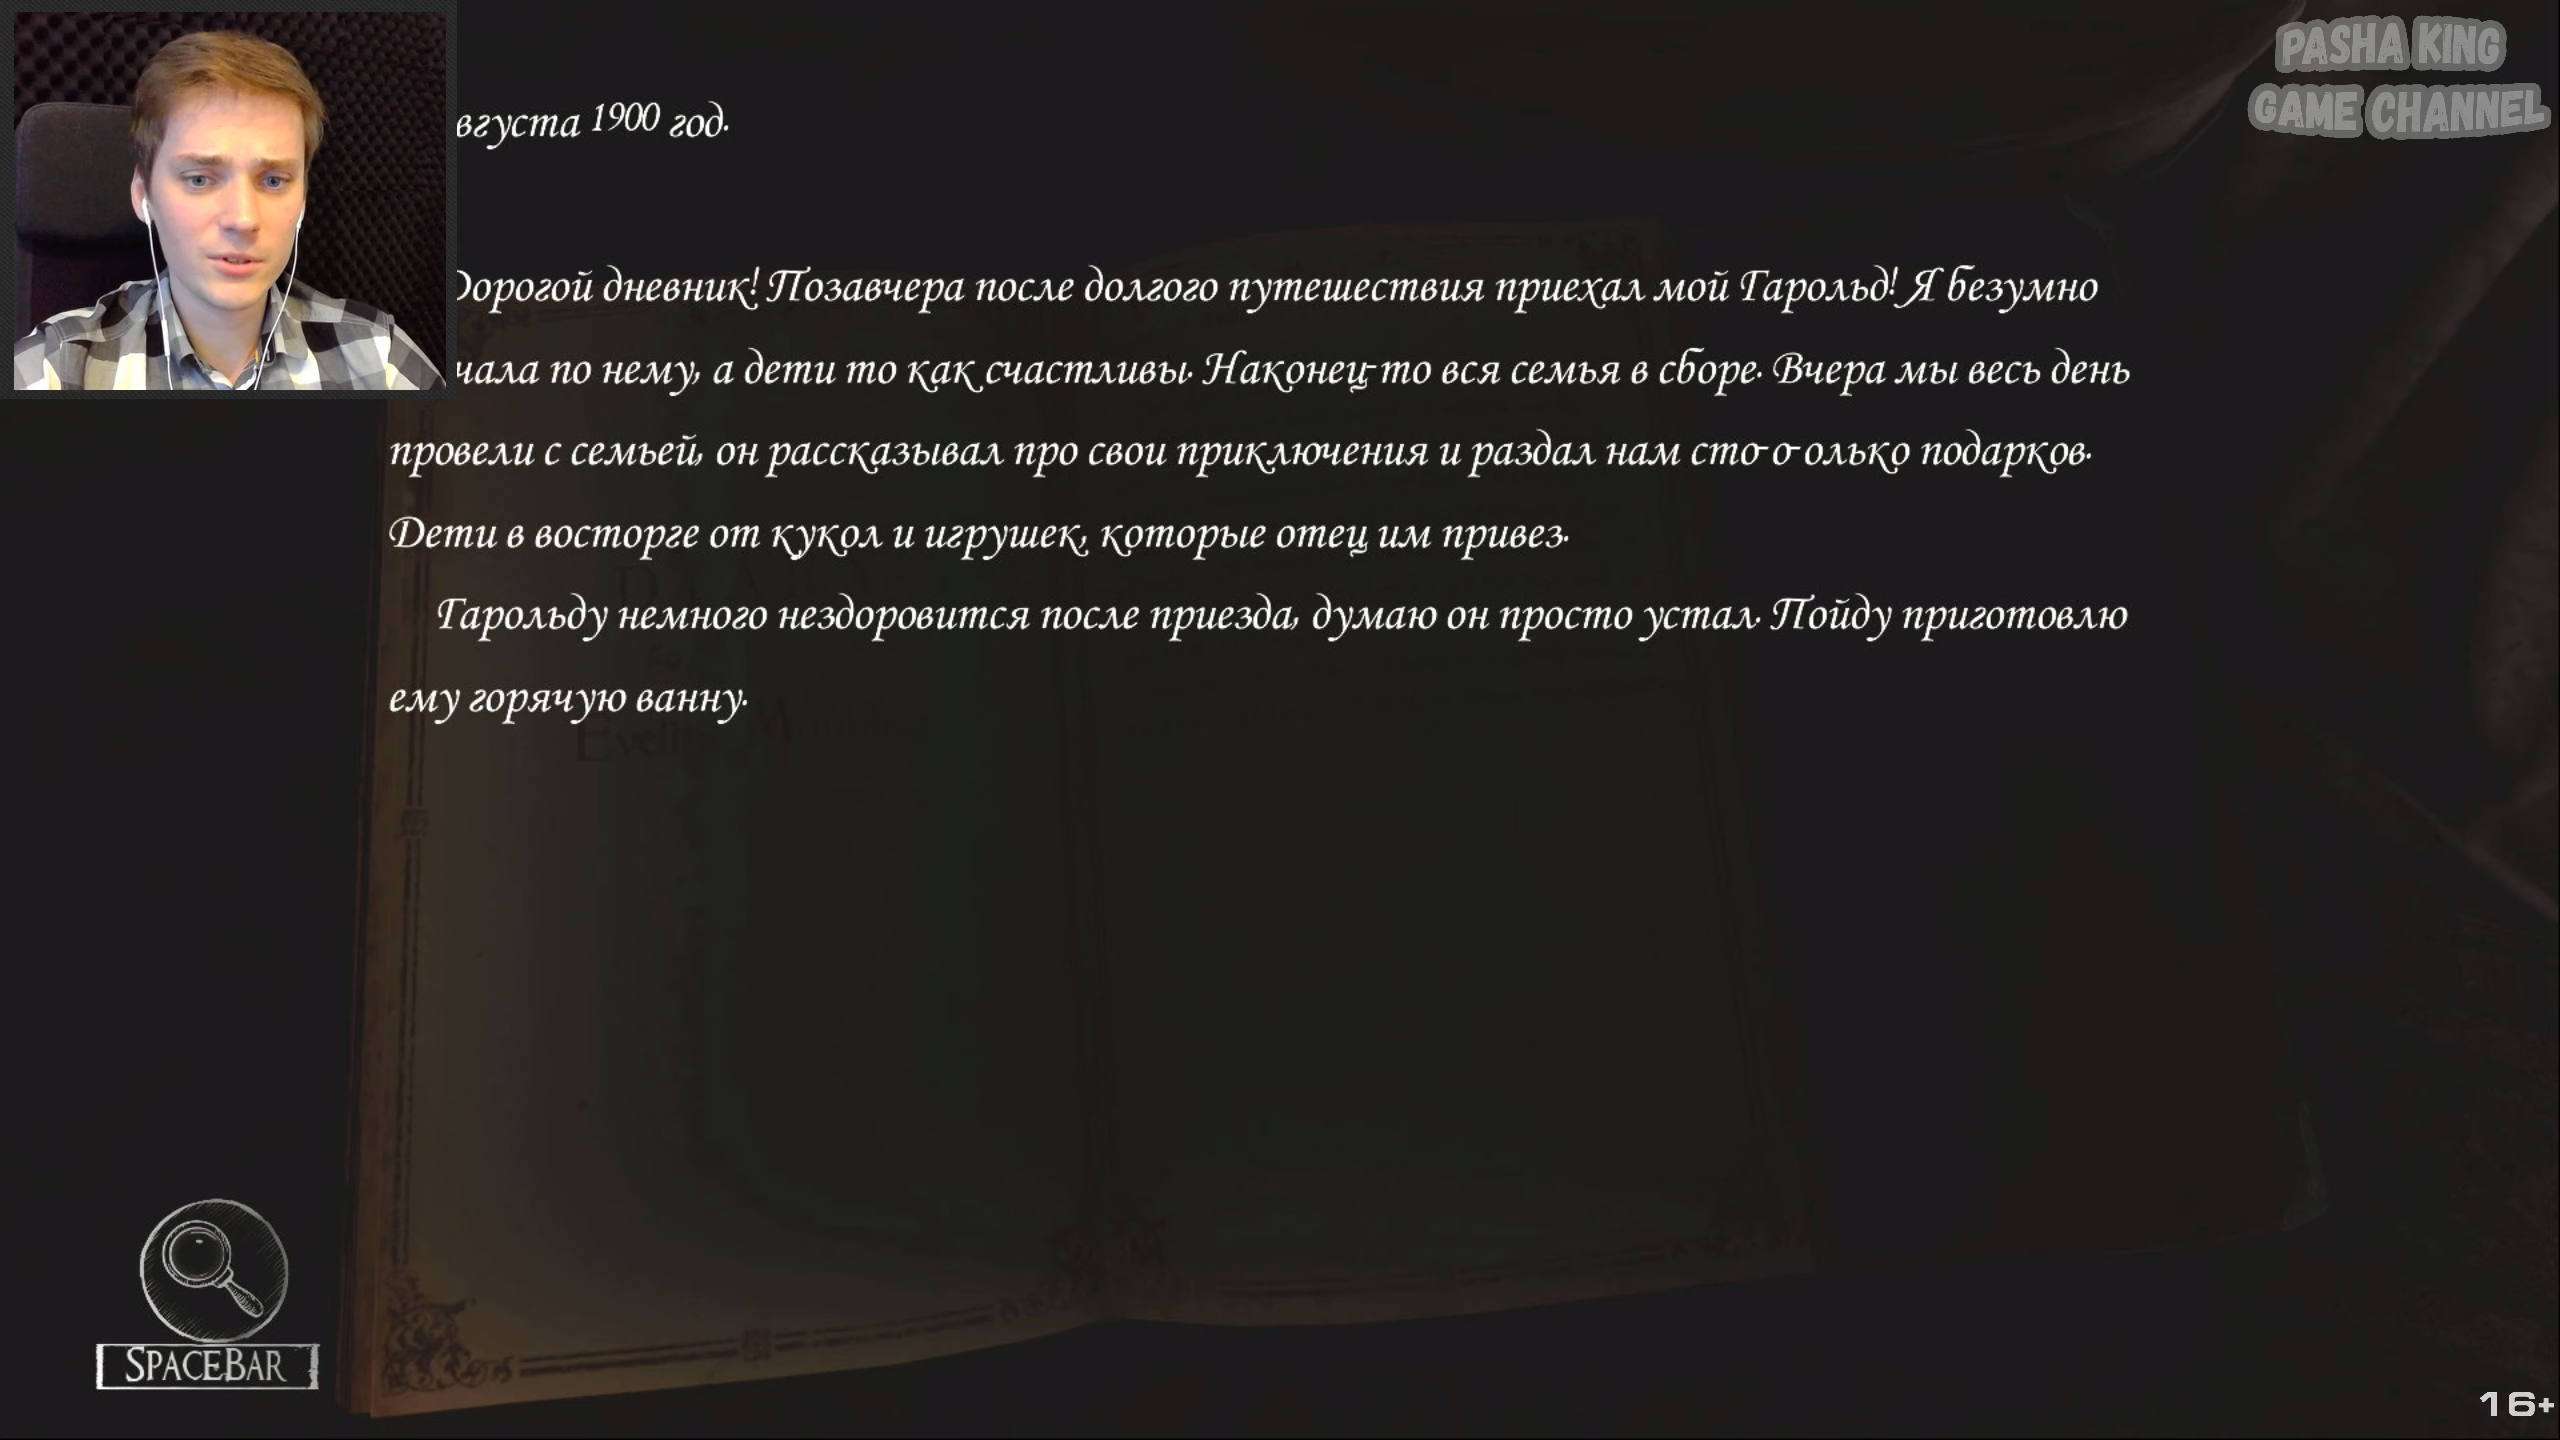 PASHA KING
GAME CHANNEL
вгуста 1900 год.
Дорогой дневник! Позавчера после долгого путешествия приехал мой Гарольд! Я безумно
чала по нему, а дети то как счастливы. Наконец-то вся семья в сборе. Вчера мы весь день
провели с семьей, он рассказывал про свои приключения и раздал нам сто-о-олько подарков.
Дети в восторге от кукол и игрушек, которые отец им привез.
Гарольду немного нездоровится после приезда, думаю он просто устал. Пойду приготовлю
ему горячую ванну.
SPACEBAR
16+